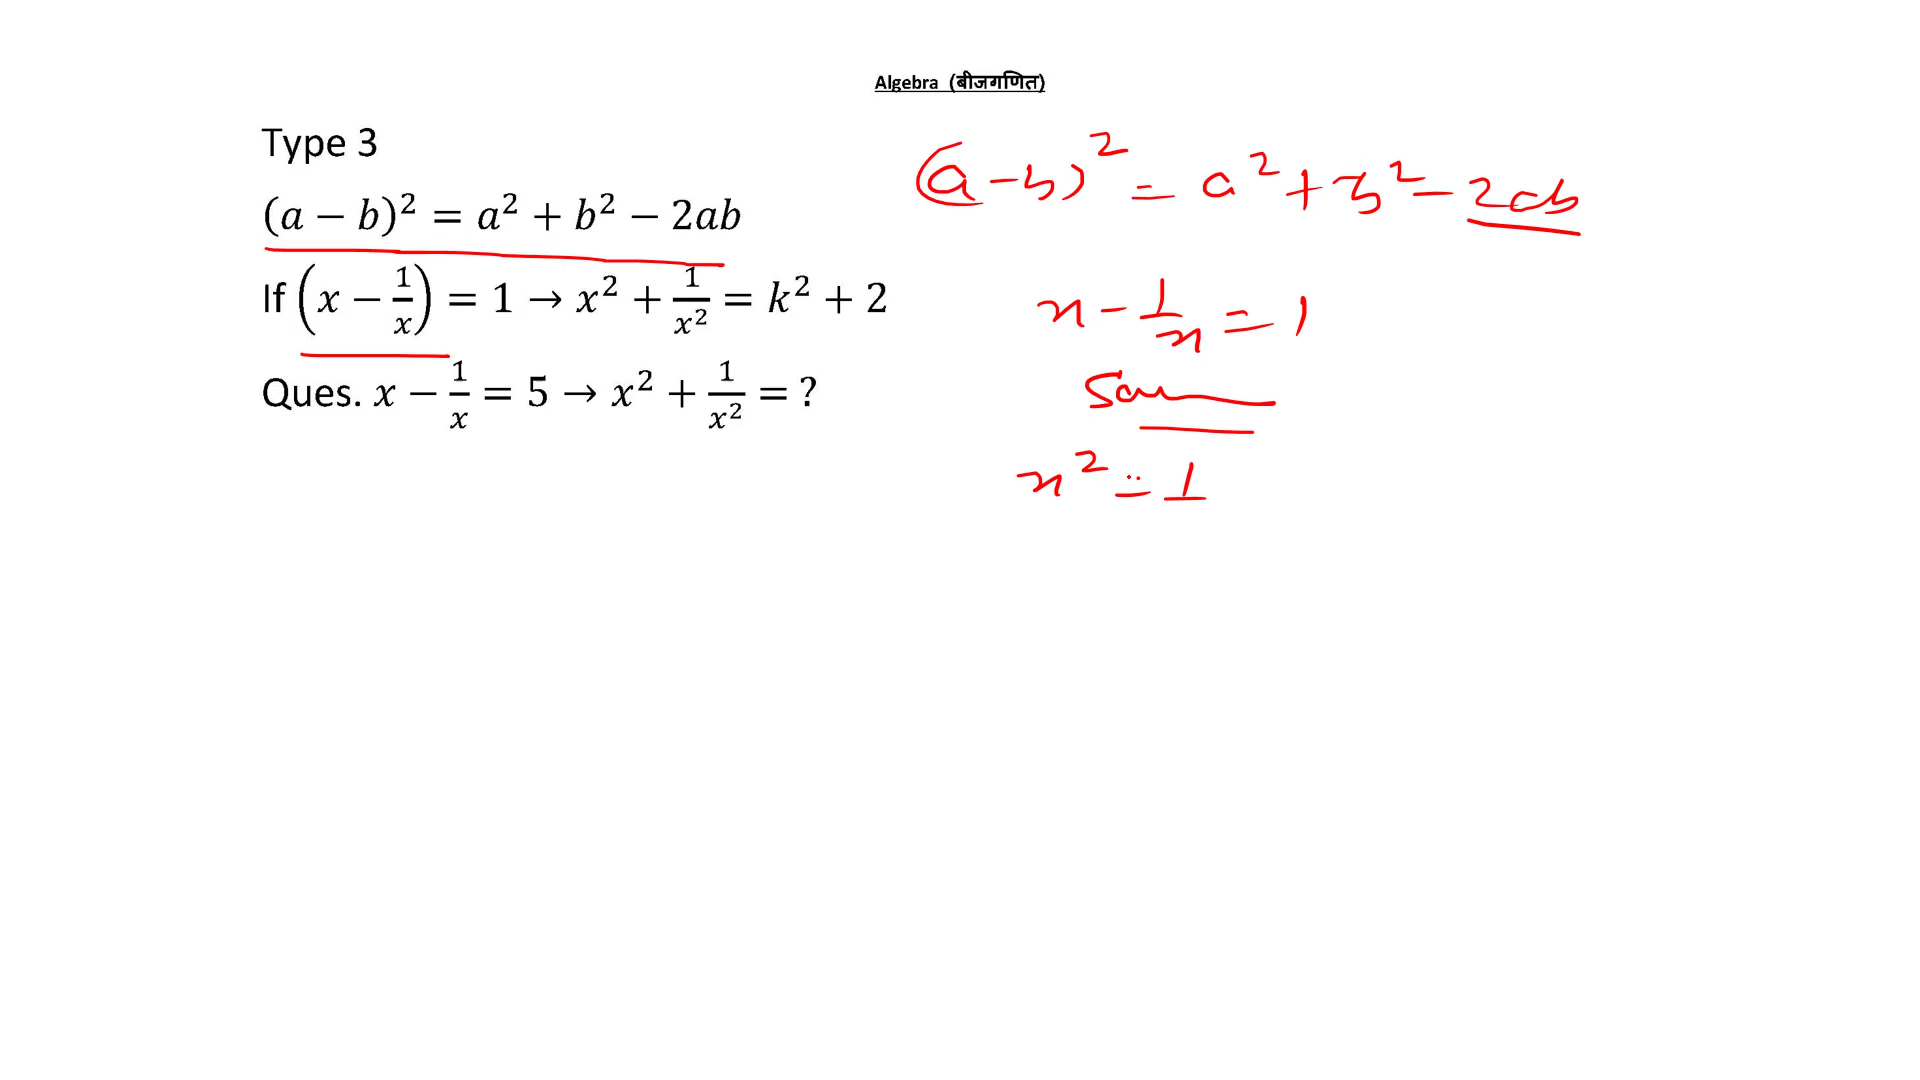 Algebra (बीजगणित)
Type 3
(a − b)² = a² + b² − 2ab
If (x − 1/x) = 1 → x² + 1/x² = k² + 2
Ques. x − 1/x = 5 → x² + 1/x² = ?
(a − b)² = a² + b² − 2ab
x − 1/x = 1
x² = 1